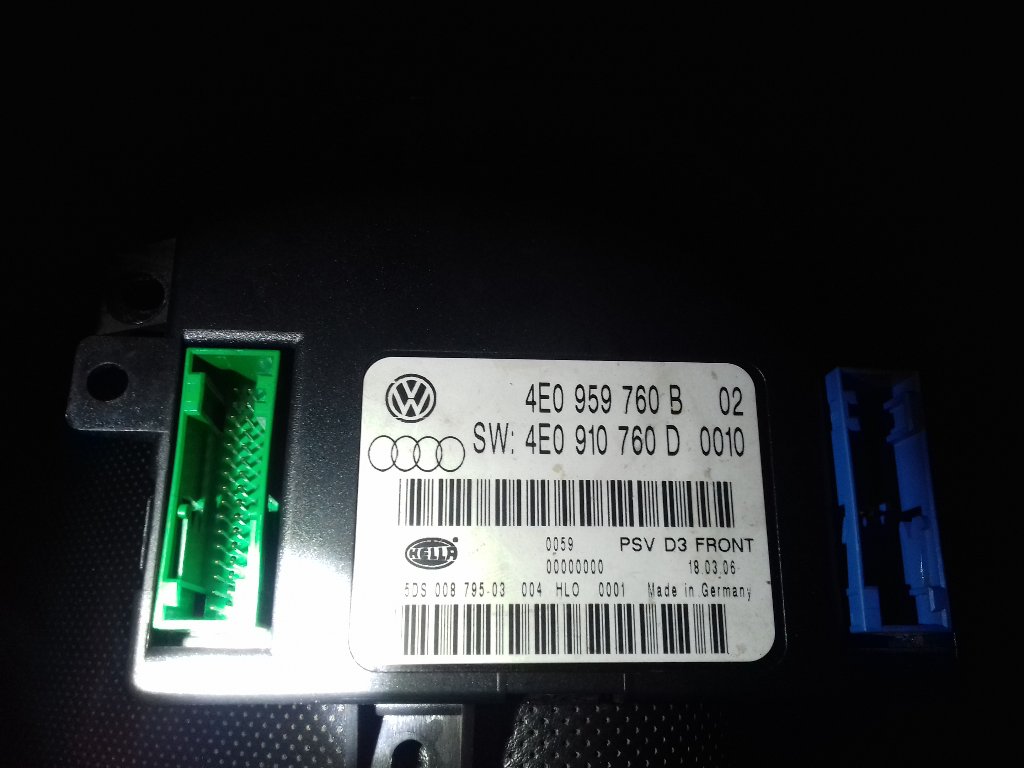 4E0 959 760 B 02
SW: 4E0 910 760 D 0010
HELLA
0059 PSV D3 FRONT
00000000 18.03.06
5DS 008 795-03 004 HLO 0001 Made in Germany